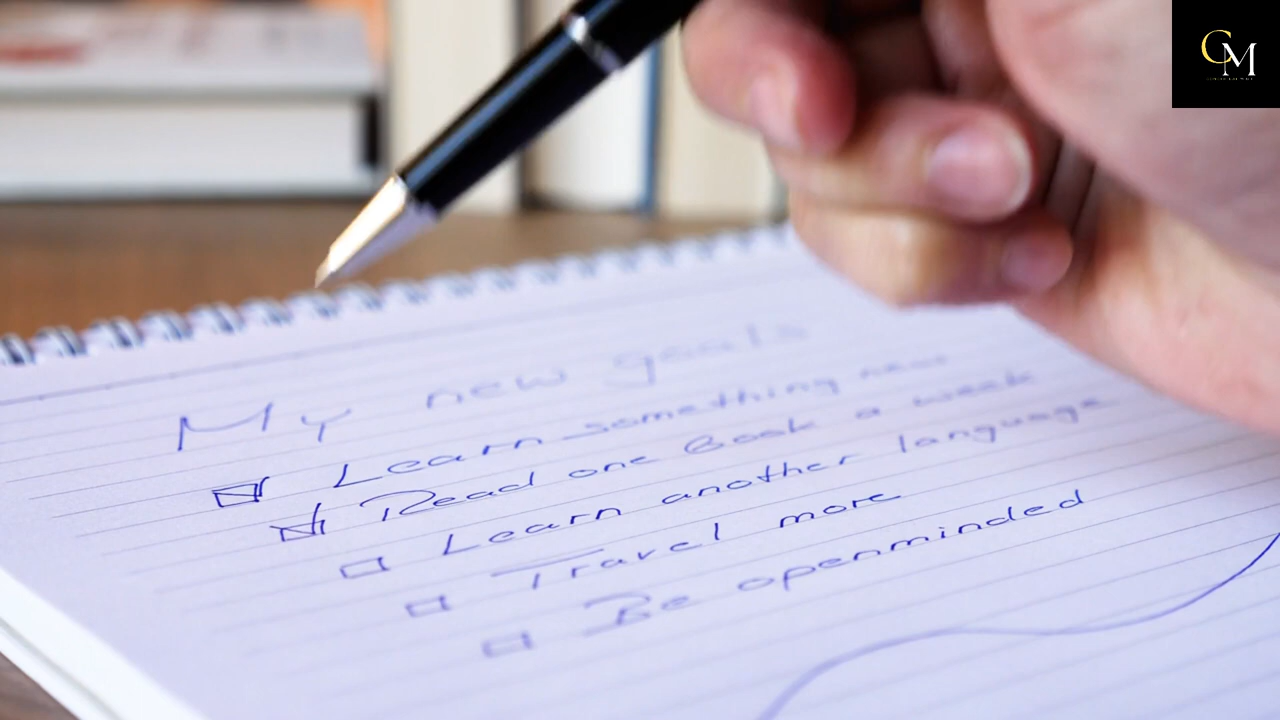 My new goals
Learn something new
Read one Book a week
Learn another language
Travel more
Be openminded
CM